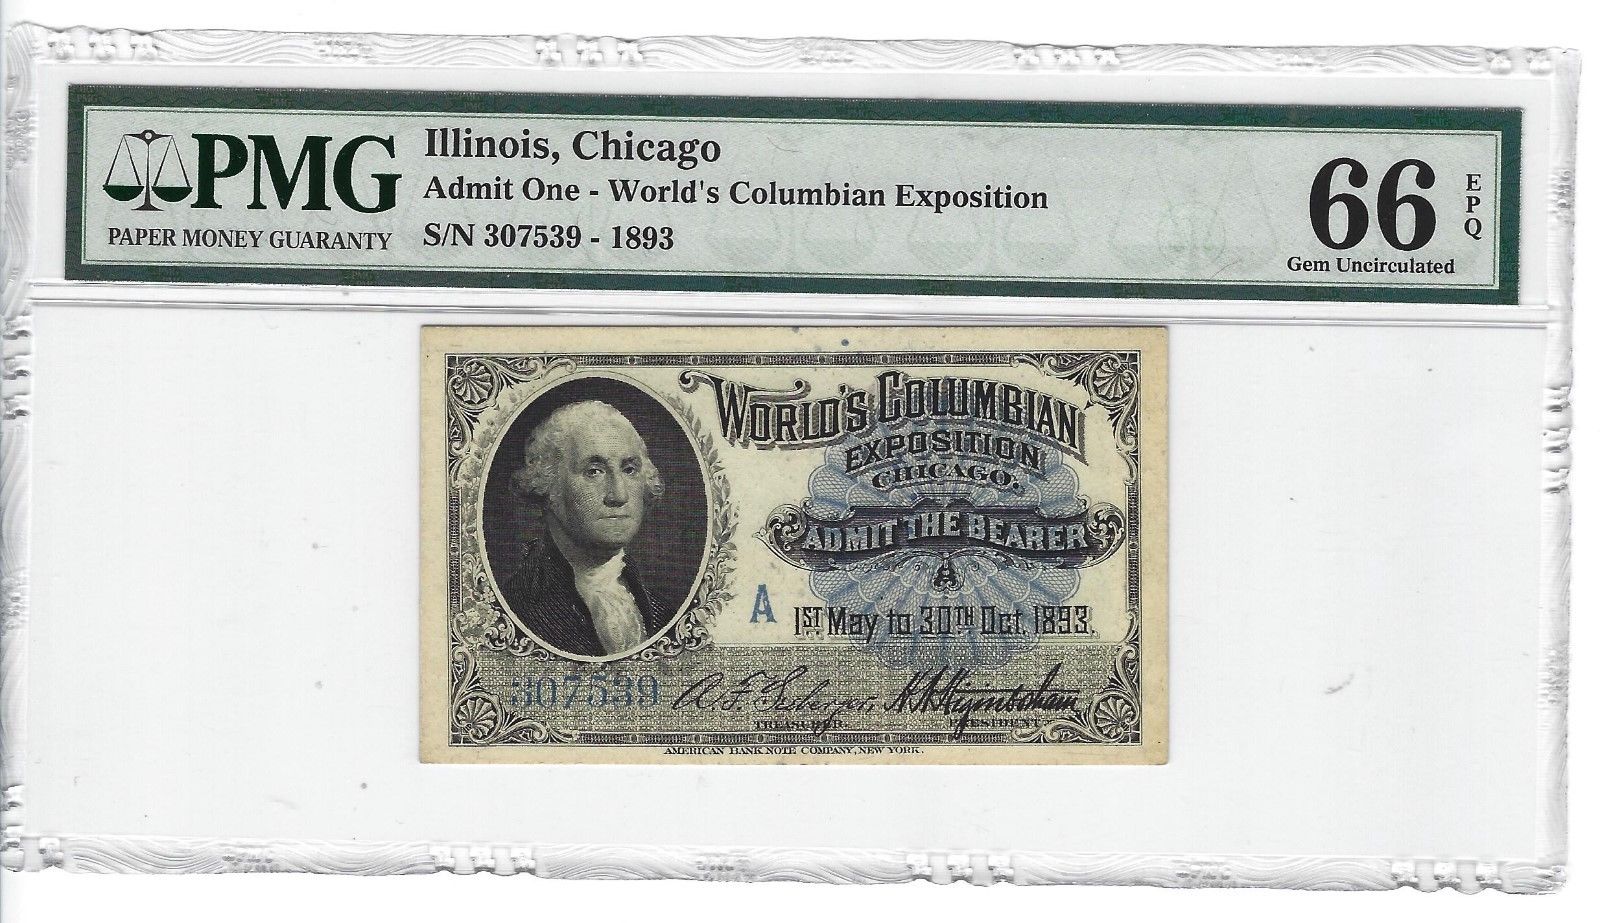 PMG
PAPER MONEY GUARANTY
Illinois, Chicago
Admit One - World's Columbian Exposition
S/N 307539 - 1893
66
EPQ
Gem Uncirculated
WORLD'S COLUMBIAN
EXPOSITION
CHICAGO.
ADMIT THE BEARER
A
A 1ST May to 30TH Oct. 1893.
307539
A. F. Seeberger
H N Higinbotham
TREASURER. PRESIDENT
AMERICAN BANK NOTE COMPANY, NEW YORK.